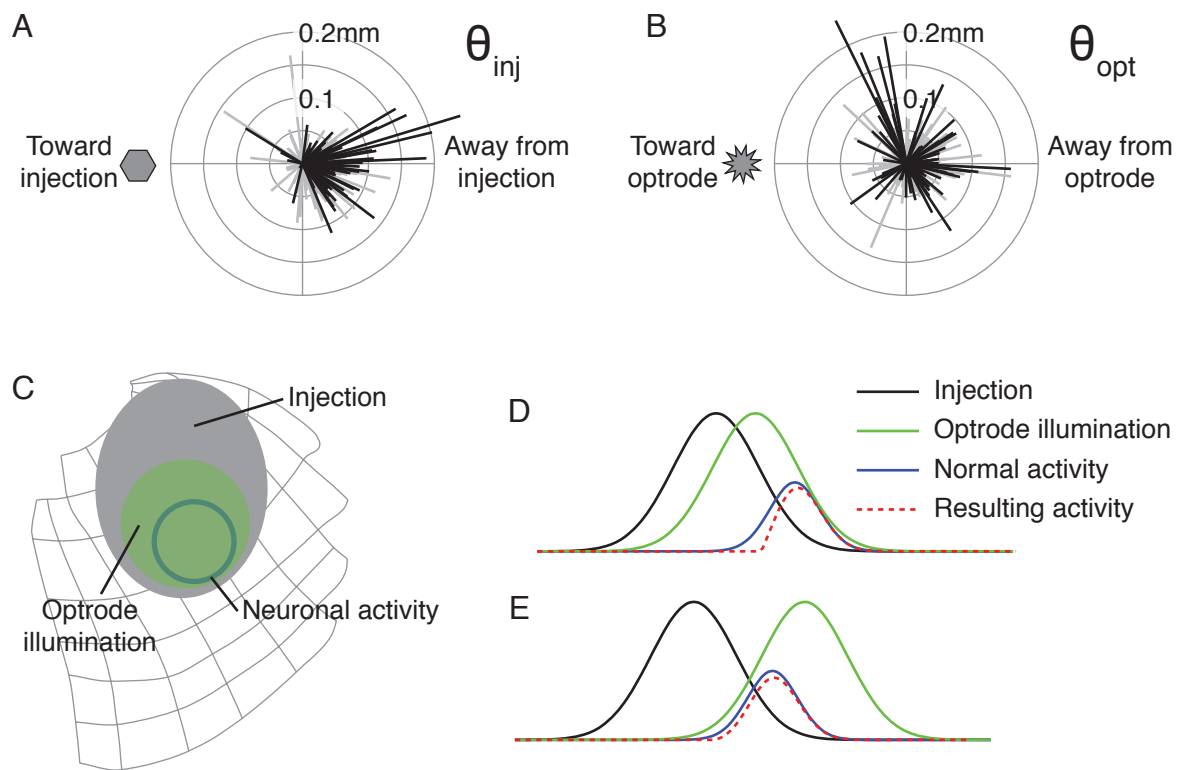 A
0.2mm
θinj
0.1
Toward
injection
Away from
injection
B
0.2mm
θopt
0.1
Toward
optrode
Away from
optrode
C
Injection
Optrode
illumination
Neuronal activity
D
Injection
Optrode illumination
Normal activity
Resulting activity
E